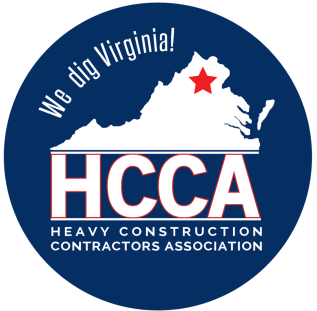 We dig Virginia!
HCCA
HEAVY CONSTRUCTION
CONTRACTORS ASSOCIATION